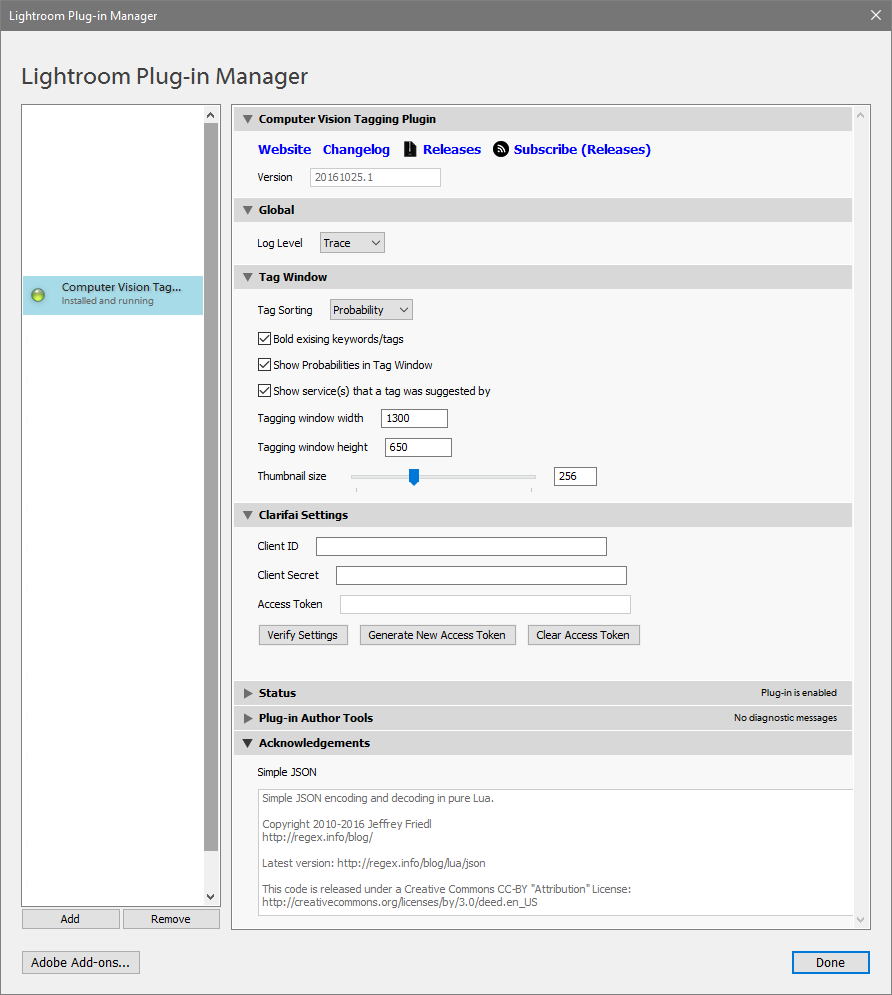 Lightroom Plug-in Manager
Lightroom Plug-in Manager
Computer Vision Tag...
Installed and running
Add Remove
Computer Vision Tagging Plugin
Website Changelog Releases Subscribe (Releases)
Version 20161025.1
Global
Log Level Trace
Tag Window
Tag Sorting Probability
Bold exising keywords/tags
Show Probabilities in Tag Window
Show service(s) that a tag was suggested by
Tagging window width 1300
Tagging window height 650
Thumbnail size 256
Clarifai Settings
Client ID
Client Secret
Access Token
Verify Settings Generate New Access Token Clear Access Token
Status Plug-in is enabled
Plug-in Author Tools No diagnostic messages
Acknowledgements
Simple JSON
Simple JSON encoding and decoding in pure Lua.
Copyright 2010-2016 Jeffrey Friedl
http://regex.info/blog/
Latest version: http://regex.info/blog/lua/json
This code is released under a Creative Commons CC-BY "Attribution" License:
http://creativecommons.org/licenses/by/3.0/deed.en_US
Adobe Add-ons... Done